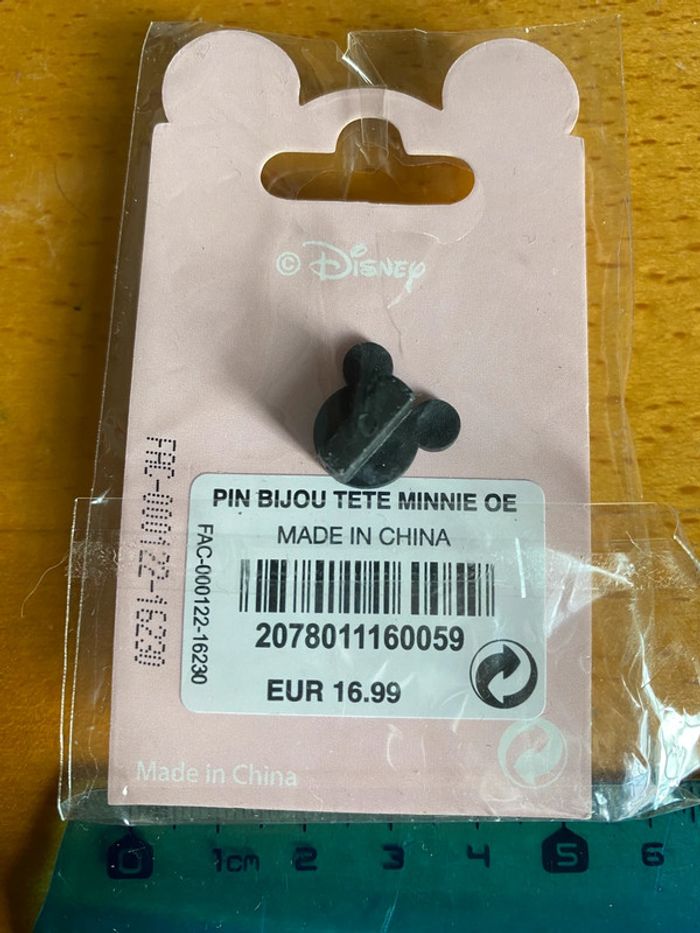 © Disney
PIN BIJOU TETE MINNIE OE
MADE IN CHINA
FAC-000122-16230
FAC-000122-16230
2078011160059
EUR 16.99
Made in China
0 1cm 2 3 4 5 6